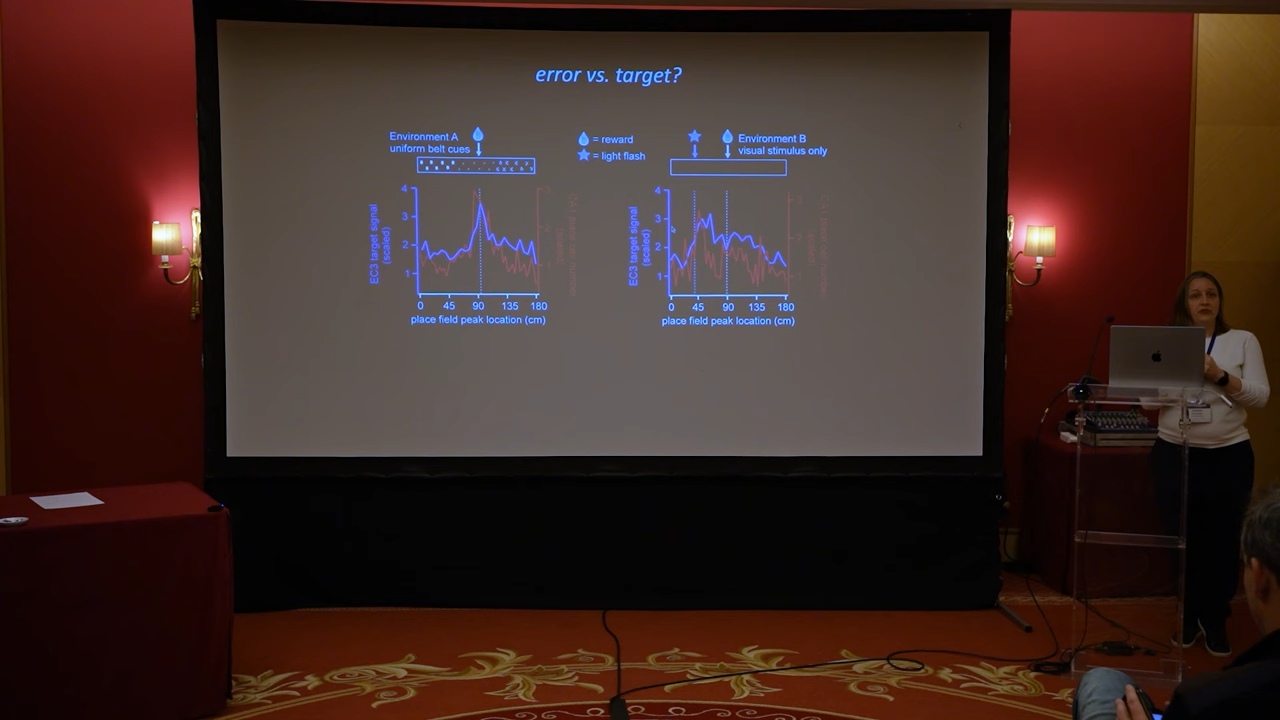 error vs. target?
Environment A
uniform belt cues
= reward
= light flash
Environment B
visual stimulus only
EC3 target signal
(scaled)
4
3
2
1
0 45 90 135 180
place field peak location (cm)
EC3 target signal
(scaled)
4
3
2
1
0 45 90 135 180
place field peak location (cm)